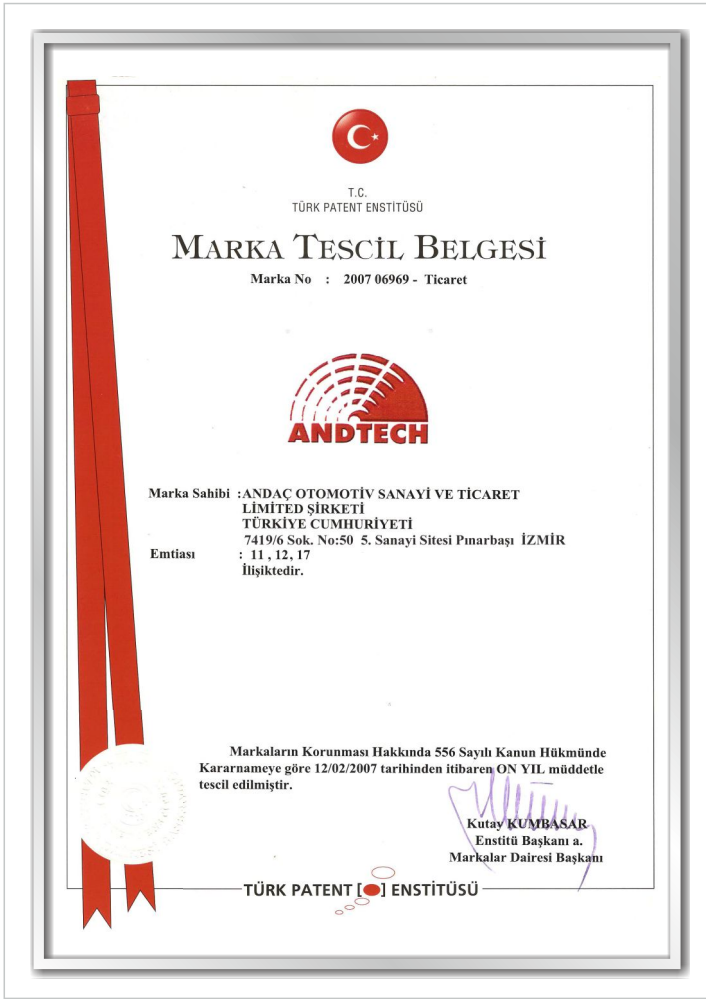 T.C.
TÜRK PATENT ENSTİTÜSÜ
MARKA TESCİL BELGESİ
Marka No : 2007 06969 - Ticaret
ANDTECH
Marka Sahibi :ANDAÇ OTOMOTİV SANAYİ VE TİCARET
LİMİTED ŞİRKETİ
TÜRKİYE CUMHURİYETİ
7419/6 Sok. No:50 5. Sanayi Sitesi Pınarbaşı İZMİR
Emtiası : 11 , 12, 17
İlişiktedir.
Markaların Korunması Hakkında 556 Sayılı Kanun Hükmünde
Kararnameye göre 12/02/2007 tarihinden itibaren ON YIL müddetle
tescil edilmiştir.
Kutay KUMBASAR
Enstitü Başkanı a.
Markalar Dairesi Başkanı
TÜRK PATENT [ ] ENSTİTÜSÜ